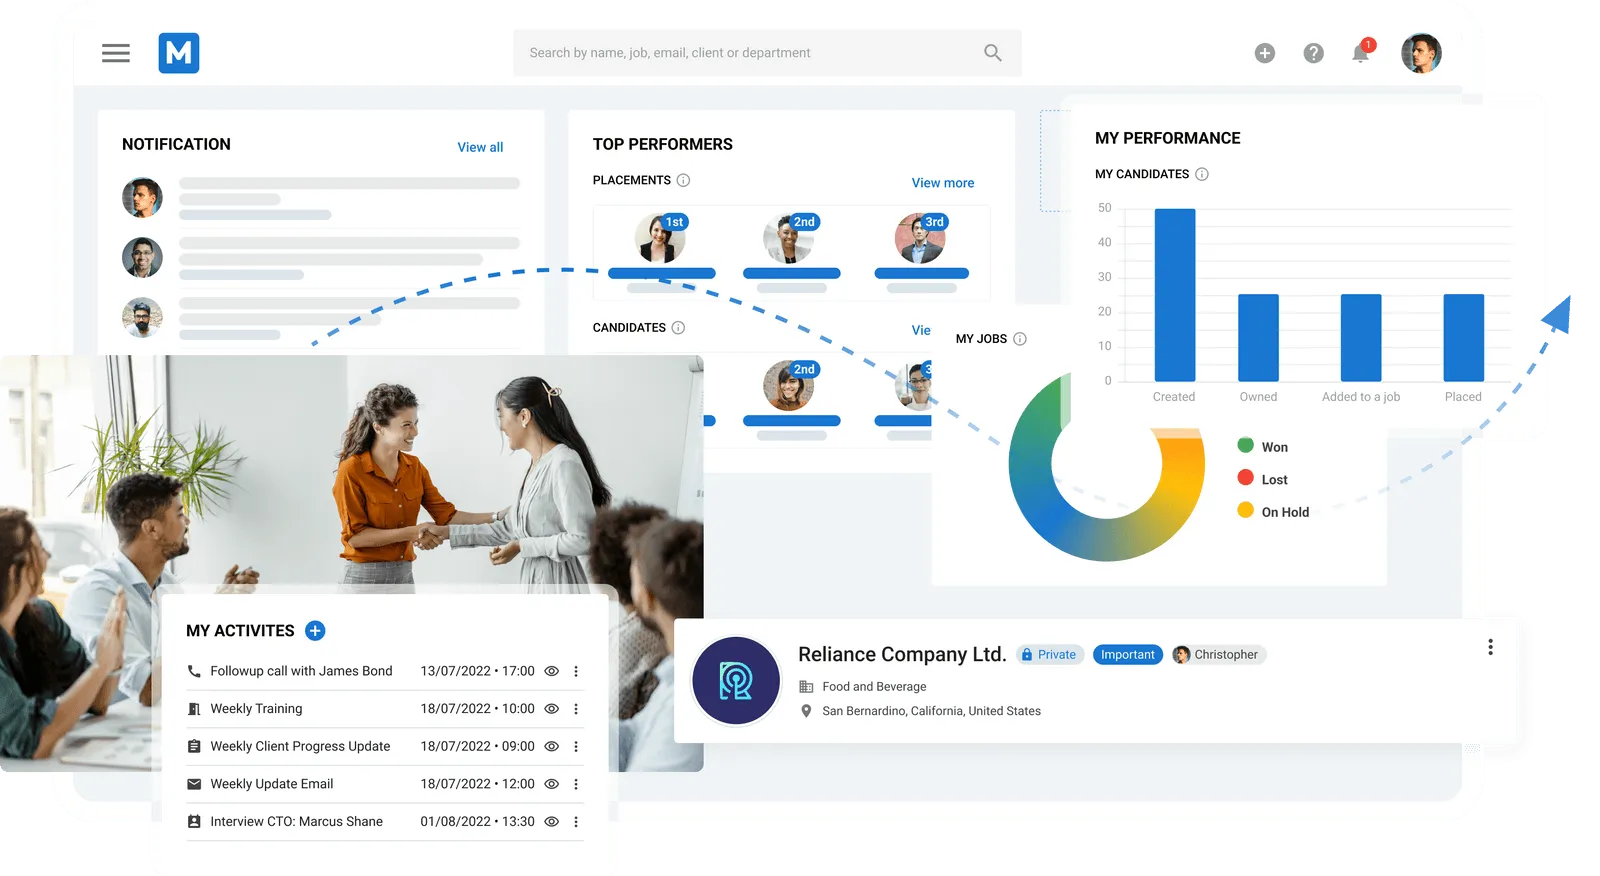 M
Search by name, job, email, client or department
1
NOTIFICATION
View all
TOP PERFORMERS
PLACEMENTS
View more
1st
2nd
3rd
CANDIDATES
Vie
2nd
3
MY PERFORMANCE
MY CANDIDATES
50
40
30
20
10
0
Created
Owned
Added to a job
Placed
MY JOBS
Won
Lost
On Hold
MY ACTIVITES
Followup call with James Bond 13/07/2022 • 17:00
Weekly Training 18/07/2022 • 10:00
Weekly Client Progress Update 18/07/2022 • 09:00
Weekly Update Email 18/07/2022 • 12:00
Interview CTO: Marcus Shane 01/08/2022 • 13:30
Reliance Company Ltd. Private Important Christopher
Food and Beverage
San Bernardino, California, United States